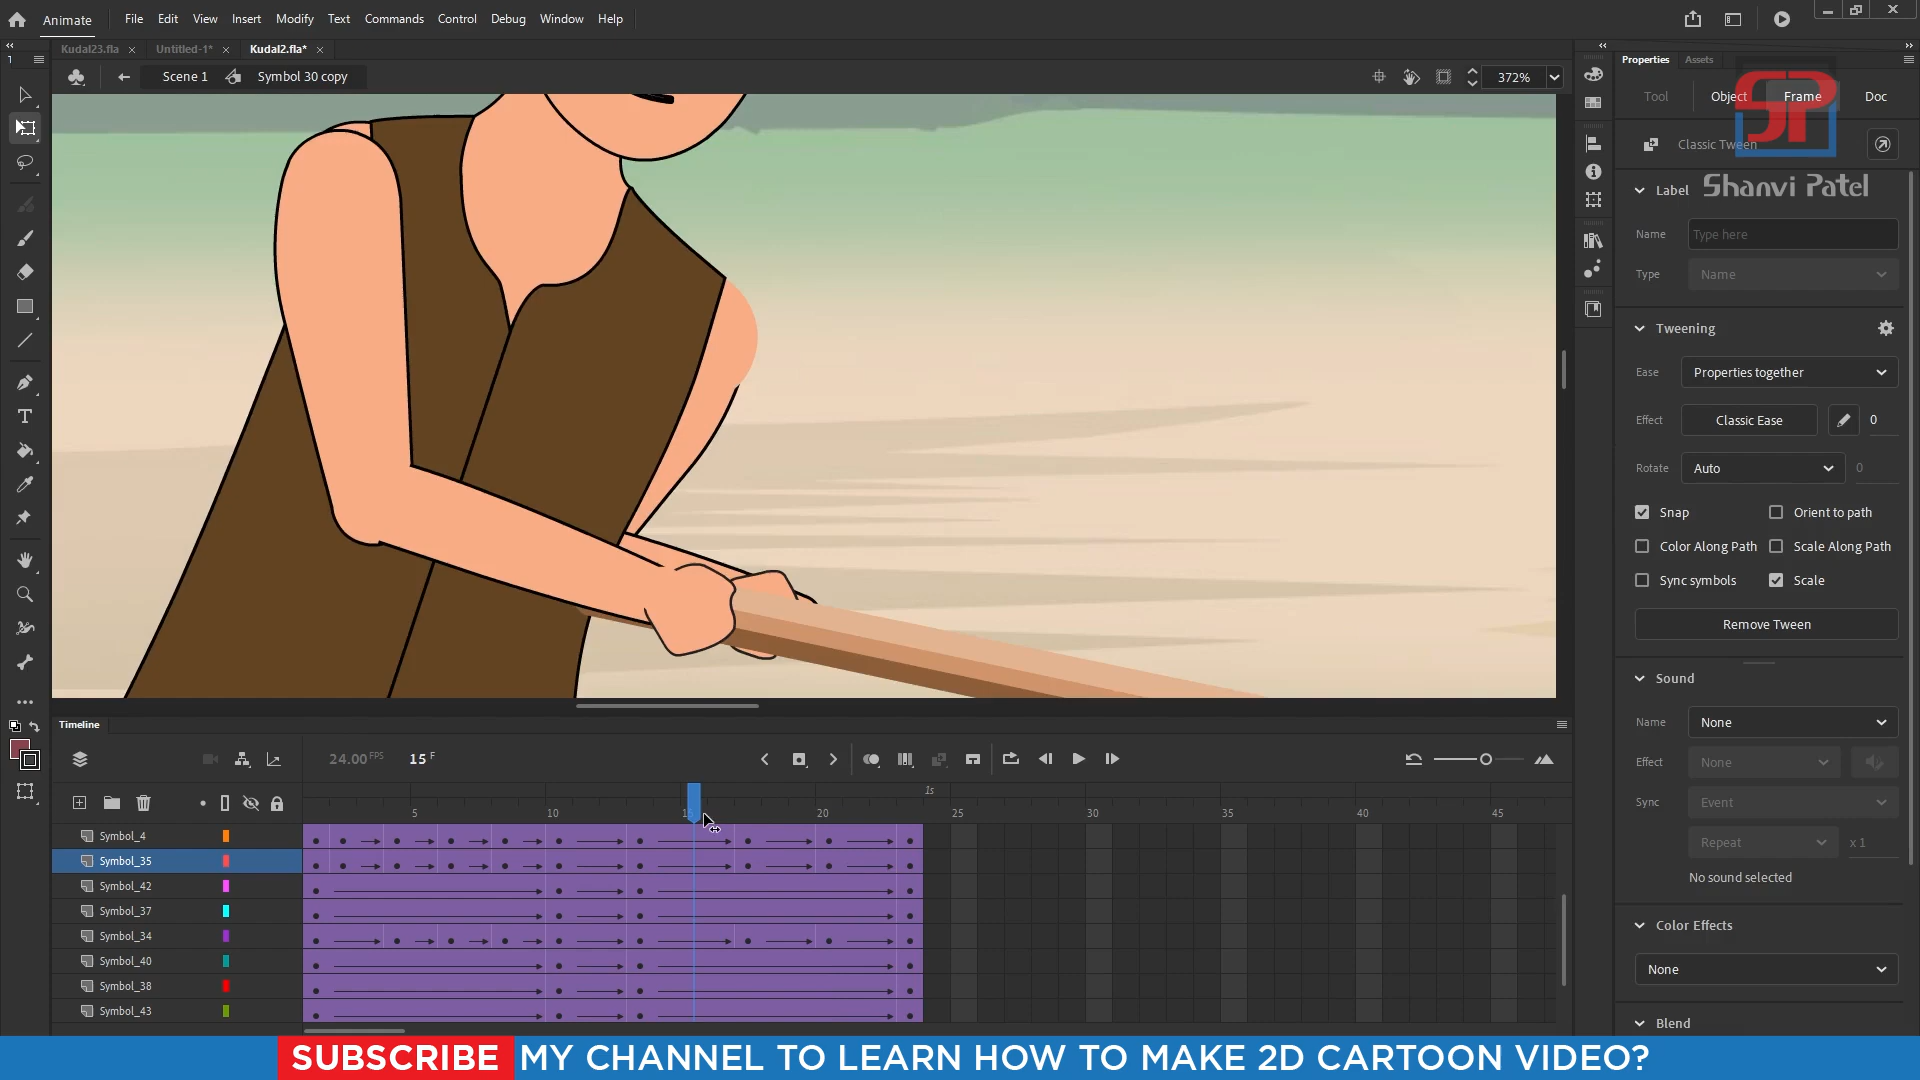 Animate File Edit View Insert Modify Text Commands Control Debug Window Help
Kudal23.fla Untitled-1* Kudal2.fla*
Scene 1 Symbol 30 copy 372%
Properties Assets
Tool Object Frame Doc
SP
Classic Tween
Shanvi Patel
Label
Name Type here
Type Name
Tweening
Ease Properties together
Effect Classic Ease 0
Rotate Auto 0
Snap Orient to path
Color Along Path Scale Along Path
Sync symbols Scale
Remove Tween
Sound
Name None
Effect None
Sync Event
Repeat x 1
No sound selected
Color Effects
None
Blend
Timeline
24.00 FPS 15 F
1s
5 10 15 20 25 30 35 40 45
Symbol_4
Symbol_35
Symbol_42
Symbol_37
Symbol_34
Symbol_40
Symbol_38
Symbol_43
SUBSCRIBE MY CHANNEL TO LEARN HOW TO MAKE 2D CARTOON VIDEO?